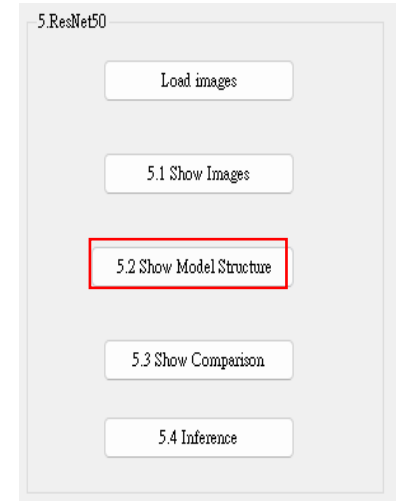 5.ResNet50
Load images
5.1 Show Images
5.2 Show Model Structure
5.3 Show Comparison
5.4 Inference